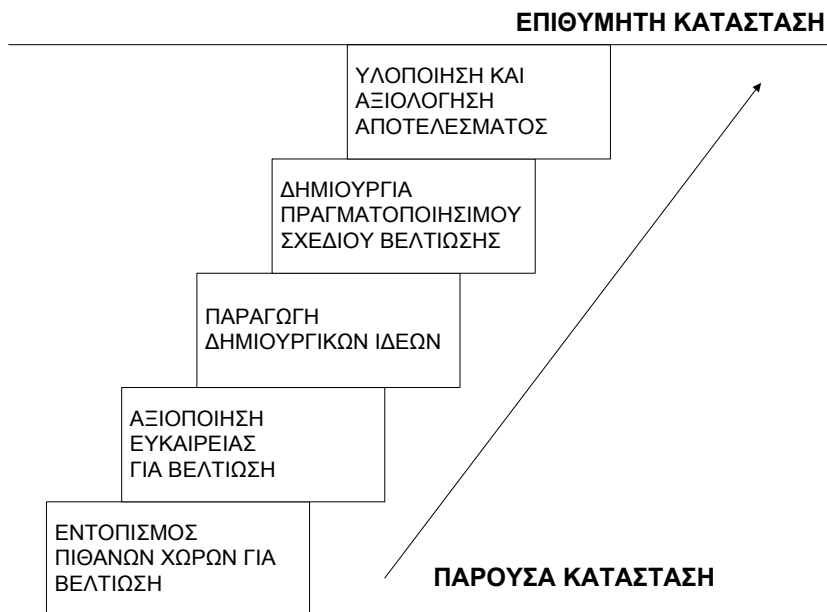 ΕΠΙΘΥΜΗΤΗ ΚΑΤΑΣΤΑΣΗ
ΥΛΟΠΟΙΗΣΗ ΚΑΙ
ΑΞΙΟΛΟΓΗΣΗ
ΑΠΟΤΕΛΕΣΜΑΤΟΣ
ΔΗΜΙΟΥΡΓΙΑ
ΠΡΑΓΜΑΤΟΠΟΙΗΣΙΜΟΥ
ΣΧΕΔΙΟΥ ΒΕΛΤΙΩΣΗΣ
ΠΑΡΑΓΩΓΗ
ΔΗΜΙΟΥΡΓΙΚΩΝ ΙΔΕΩΝ
ΑΞΙΟΠΟΙΗΣΗ
ΕΥΚΑΙΡΕΙΑΣ
ΓΙΑ ΒΕΛΤΙΩΣΗ
ΕΝΤΟΠΙΣΜΟΣ
ΠΙΘΑΝΩΝ ΧΩΡΩΝ ΓΙΑ
ΒΕΛΤΙΩΣΗ
ΠΑΡΟΥΣΑ ΚΑΤΑΣΤΑΣΗ